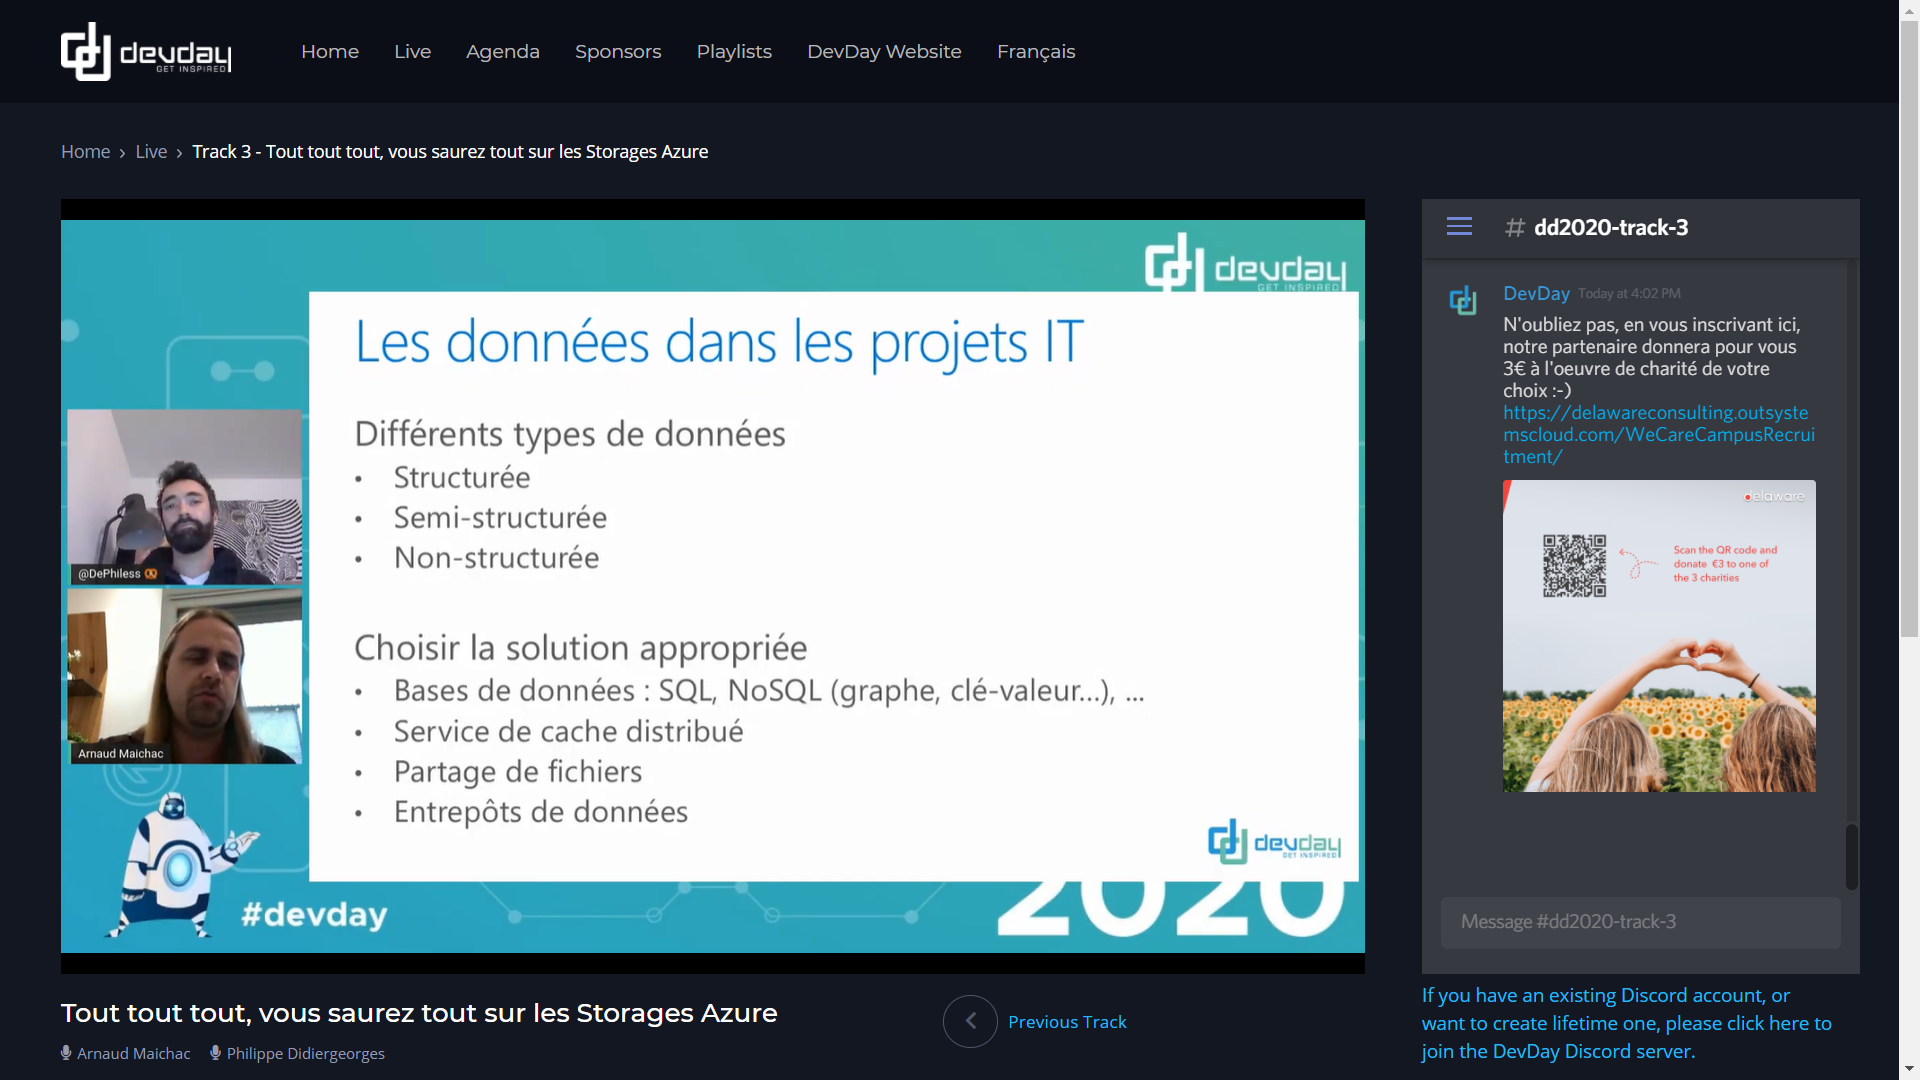 devday
GET INSPIRED
Home
Live
Agenda
Sponsors
Playlists
DevDay Website
Français
Home › Live › Track 3 - Tout tout tout, vous saurez tout sur les Storages Azure
devday
GET INSPIRED
Les données dans les projets IT
Différents types de données
• Structurée
• Semi-structurée
• Non-structurée
Choisir la solution appropriée
• Bases de données : SQL, NoSQL (graphe, clé-valeur...), ...
• Service de cache distribué
• Partage de fichiers
• Entrepôts de données
devday
GET INSPIRED
@DePhiless
Arnaud Maichac
#devday
2020
# dd2020-track-3
DevDay Today at 4:02 PM
N'oubliez pas, en vous inscrivant ici,
notre partenaire donnera pour vous
3€ à l'oeuvre de charité de votre
choix :-)
https://delawareconsulting.outsyste
mscloud.com/WeCareCampusRecrui
tment/
delaware
Scan the QR code and
donate €3 to one of
the 3 charities
Message #dd2020-track-3
Tout tout tout, vous saurez tout sur les Storages Azure
Arnaud Maichac
Philippe Didiergeorges
Previous Track
If you have an existing Discord account, or
want to create lifetime one, please click here to
join the DevDay Discord server.